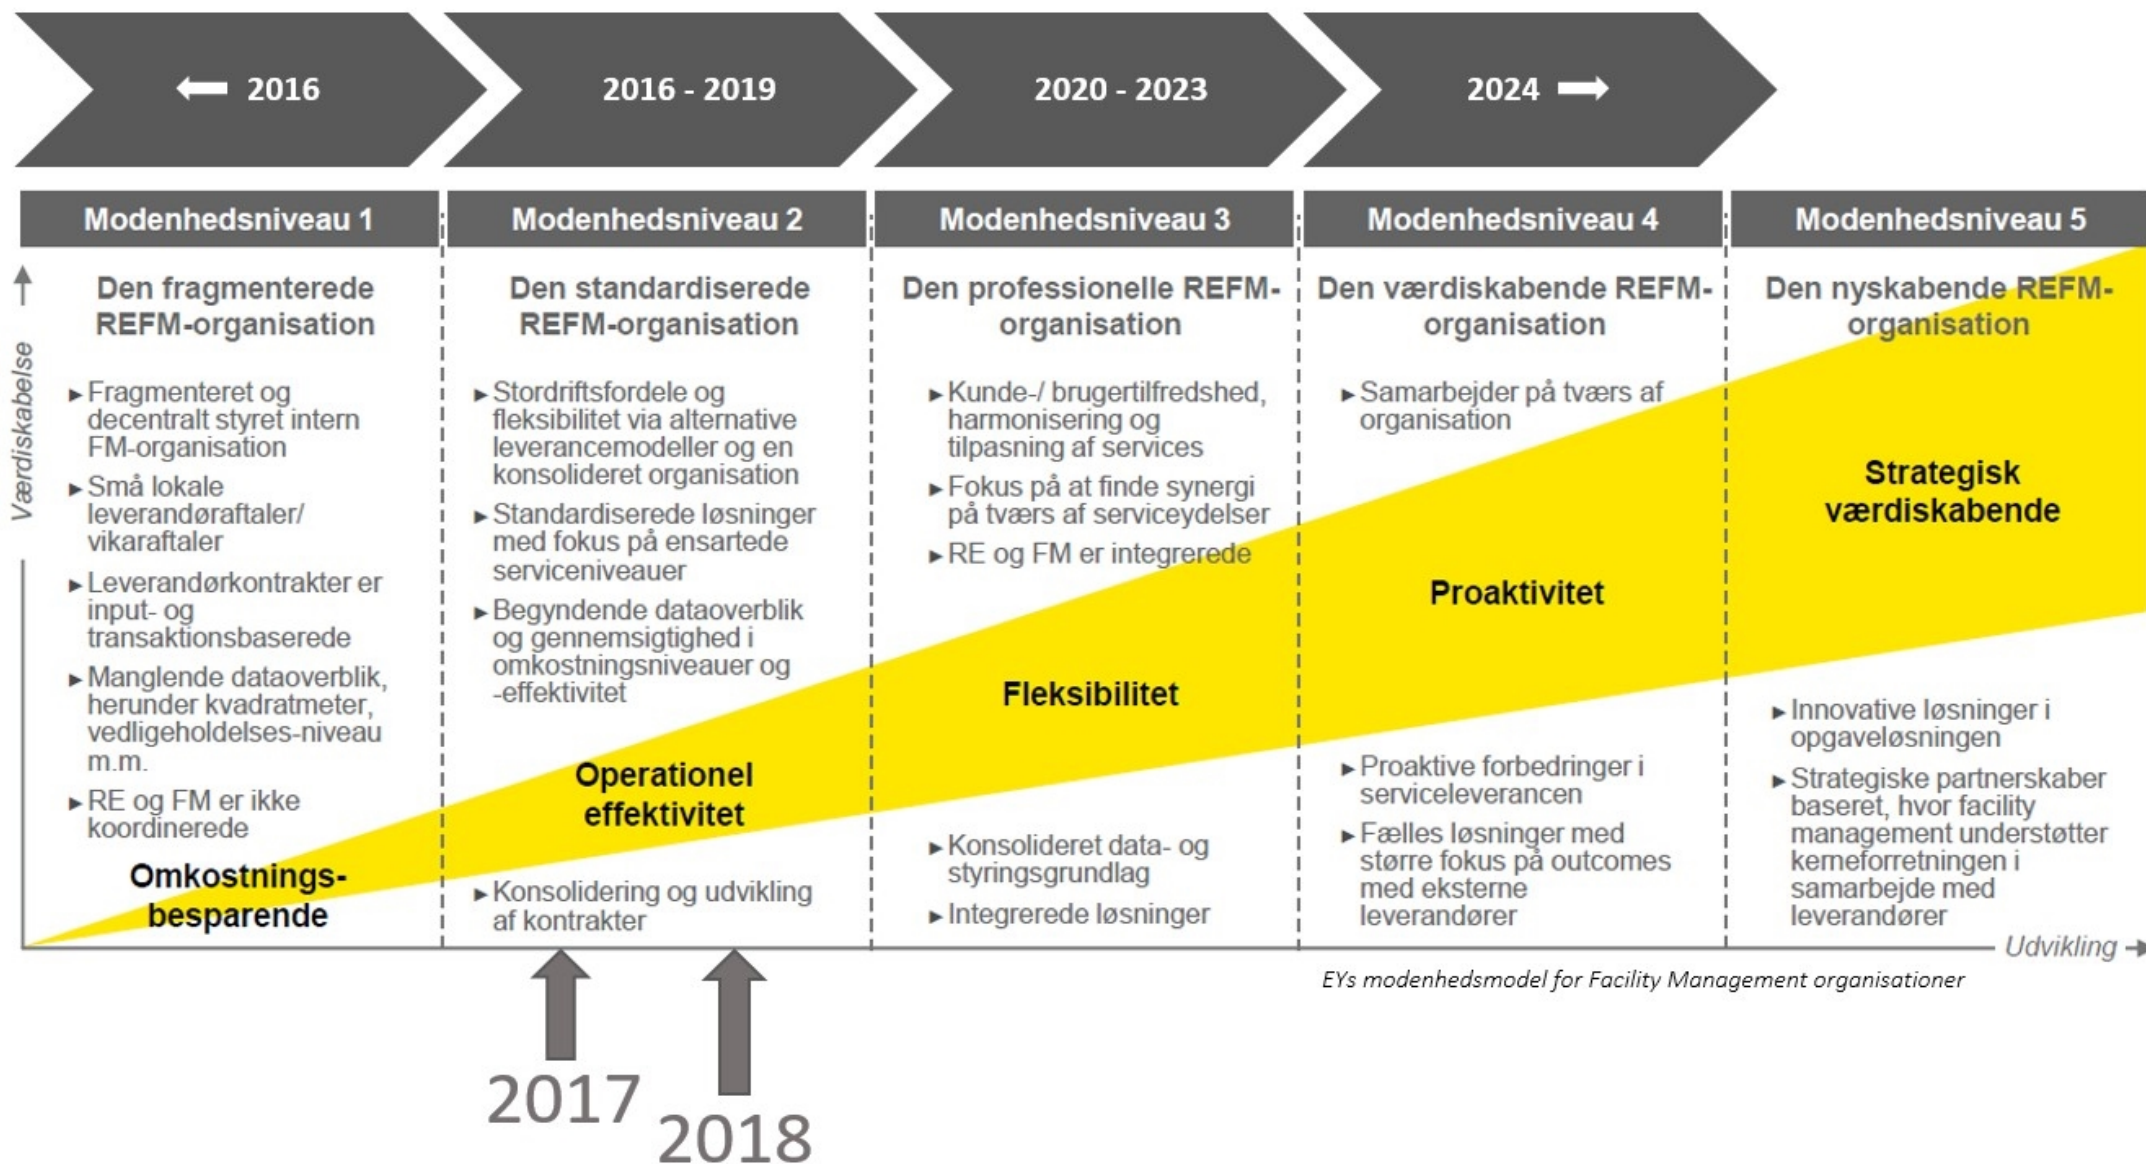 ← 2016
2016 - 2019
2020 - 2023
2024 →
Modenhedsniveau 1
Modenhedsniveau 2
Modenhedsniveau 3
Modenhedsniveau 4
Modenhedsniveau 5
Værdiskabelse
Den fragmenterede
REFM-organisation
► Fragmenteret og
decentralt styret intern
FM-organisation
► Små lokale
leverandøraftaler/
vikaraftaler
► Leverandørkontrakter er
input- og
transaktionsbaserede
► Manglende dataoverblik,
herunder kvadratmeter,
vedligeholdelses-niveau
m.m.
► RE og FM er ikke
koordinerede
Omkostnings-
besparende
Den standardiserede
REFM-organisation
► Stordriftsfordele og
fleksibilitet via alternative
leverancemodeller og en
konsolideret organisation
► Standardiserede løsninger
med fokus på ensartede
serviceniveauer
► Begyndende dataoverblik
og gennemsigtighed i
omkostningsniveauer og
-effektivitet
Operationel
effektivitet
► Konsolidering og udvikling
af kontrakter
Den professionelle REFM-
organisation
► Kunde-/ brugertilfredshed,
harmonisering og
tilpasning af services
► Fokus på at finde synergi
på tværs af serviceydelser
► RE og FM er integrerede
Fleksibilitet
► Konsolideret data- og
styringsgrundlag
► Integrerede løsninger
Den værdiskabende REFM-
organisation
► Samarbejder på tværs af
organisation
Proaktivitet
► Proaktive forbedringer i
serviceleverancen
► Fælles løsninger med
større fokus på outcomes
med eksterne
leverandører
Den nyskabende REFM-
organisation
Strategisk
værdiskabende
► Innovative løsninger i
opgaveløsningen
► Strategiske partnerskaber
baseret, hvor facility
management understøtter
kerneforretningen i
samarbejde med
leverandører
Udvikling
EYs modenhedsmodel for Facility Management organisationer
2017
2018